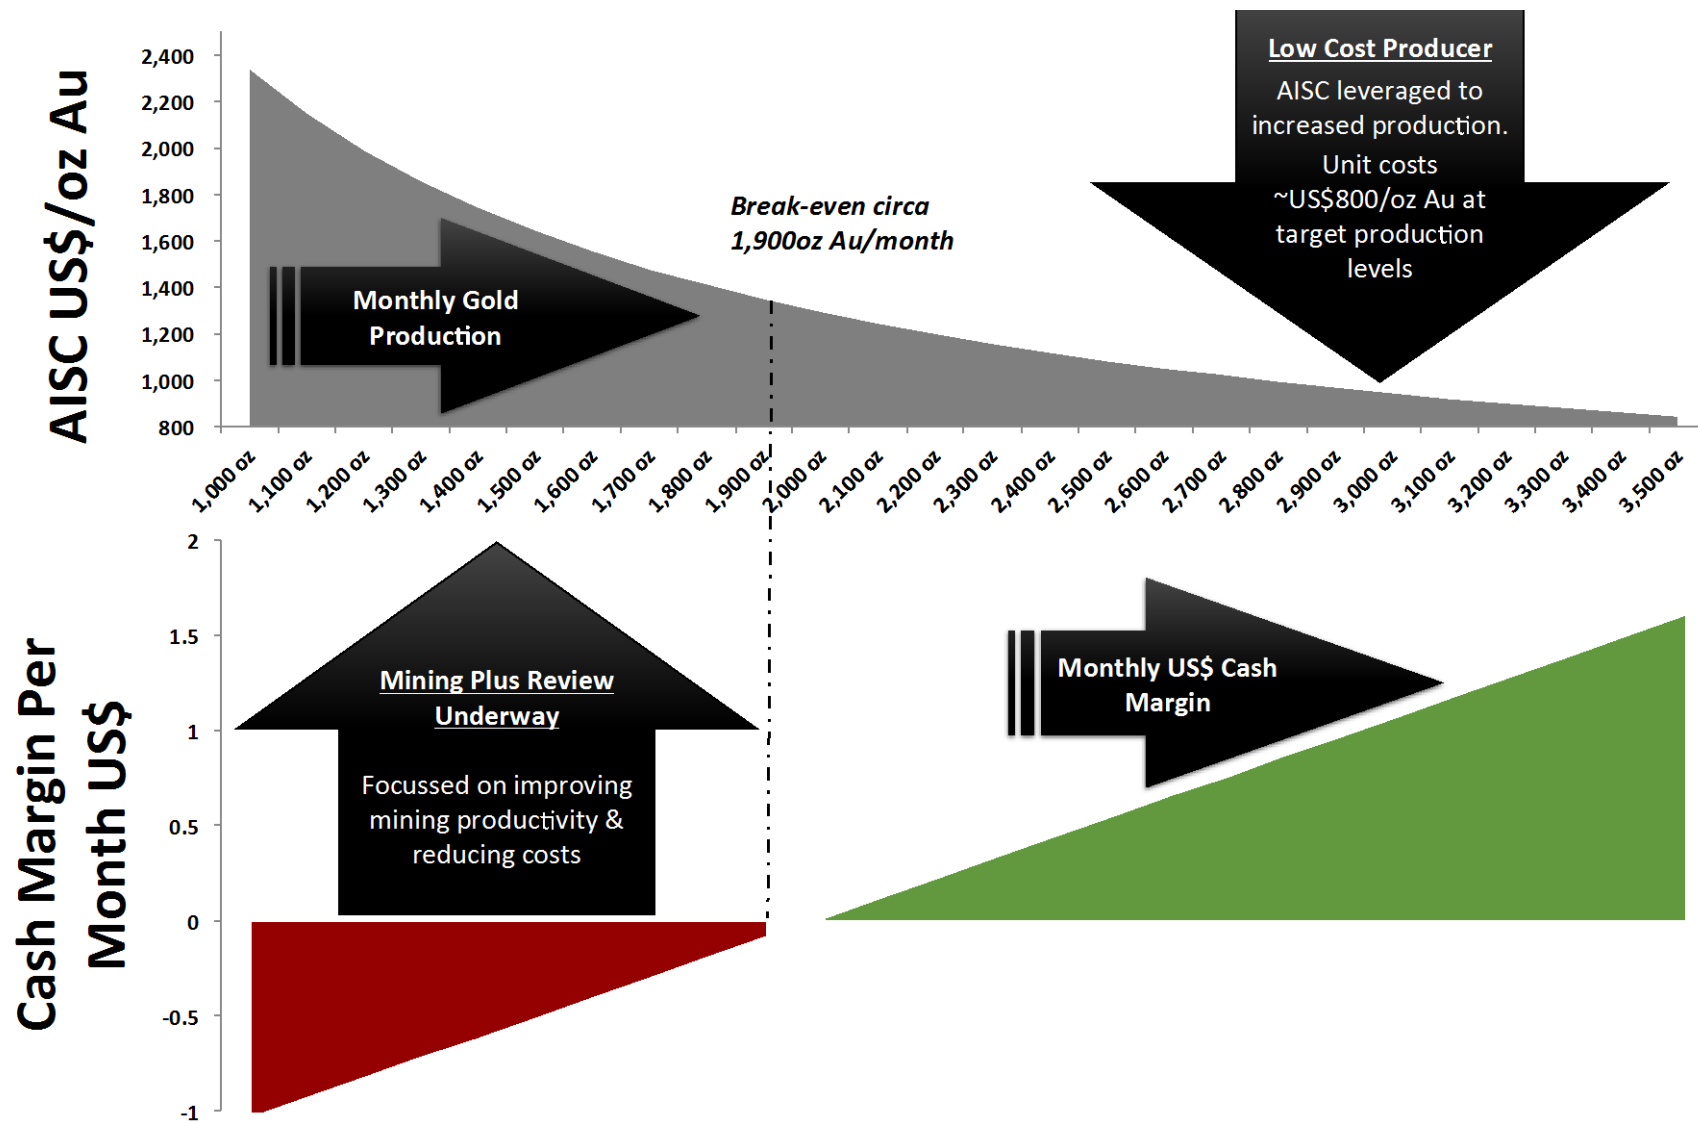 AISC US$/oz Au
2,400
2,200
2,000
1,800
1,600
1,400
1,200
1,000
800
Monthly Gold
Production
Break-even circa
1,900oz Au/month
Low Cost Producer
AISC leveraged to
increased production.
Unit costs
~US$800/oz Au at
target production
levels
1,000 oz
1,100 oz
1,200 oz
1,300 oz
1,400 oz
1,500 oz
1,600 oz
1,700 oz
1,800 oz
1,900 oz
2,000 oz
2,100 oz
2,200 oz
2,300 oz
2,400 oz
2,500 oz
2,600 oz
2,700 oz
2,800 oz
2,900 oz
3,000 oz
3,100 oz
3,200 oz
3,300 oz
3,400 oz
3,500 oz
Cash Margin Per
Month US$
2
1.5
1
0.5
0
-0.5
-1
Mining Plus Review
Underway
Focussed on improving
mining productivity &
reducing costs
Monthly US$ Cash
Margin